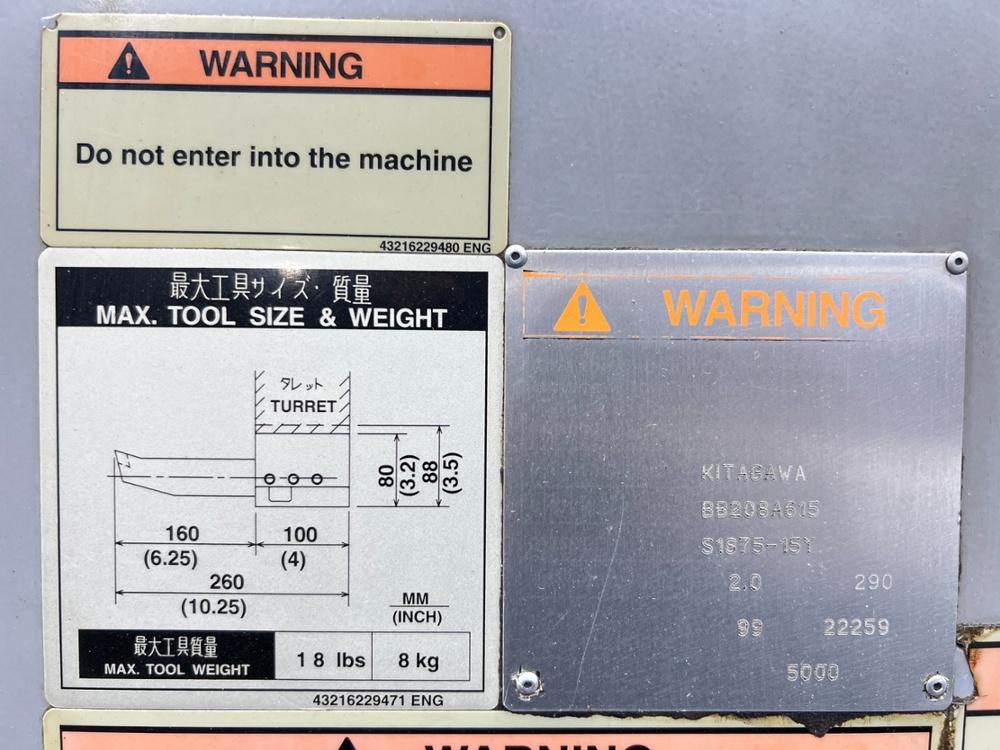 WARNING
Do not enter into the machine
43216229480 ENG
最大工具サイズ・質量
MAX. TOOL SIZE & WEIGHT
タレット
TURRET
80
(3.2)
88
(3.5)
160
(6.25)
100
(4)
260
(10.25)
MM
(INCH)
最大工具質量
MAX. TOOL WEIGHT
18 lbs
8 kg
43216229471 ENG
WARNING
KITAGAWA
BB208A615
S1875-15Y
2.0 290
99 22259
5000
WARNING